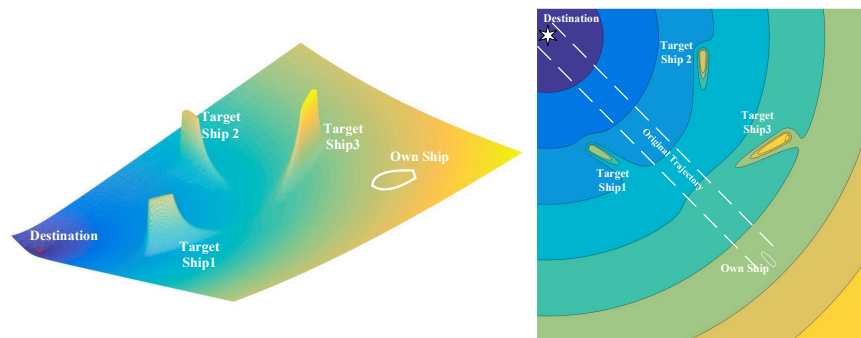 Target
Ship 2
Target
Ship3
Own Ship
Destination
Target
Ship1
Destination
Target
Ship 2
Target
Ship3
Original Trajectory
Target
Ship1
Own Ship